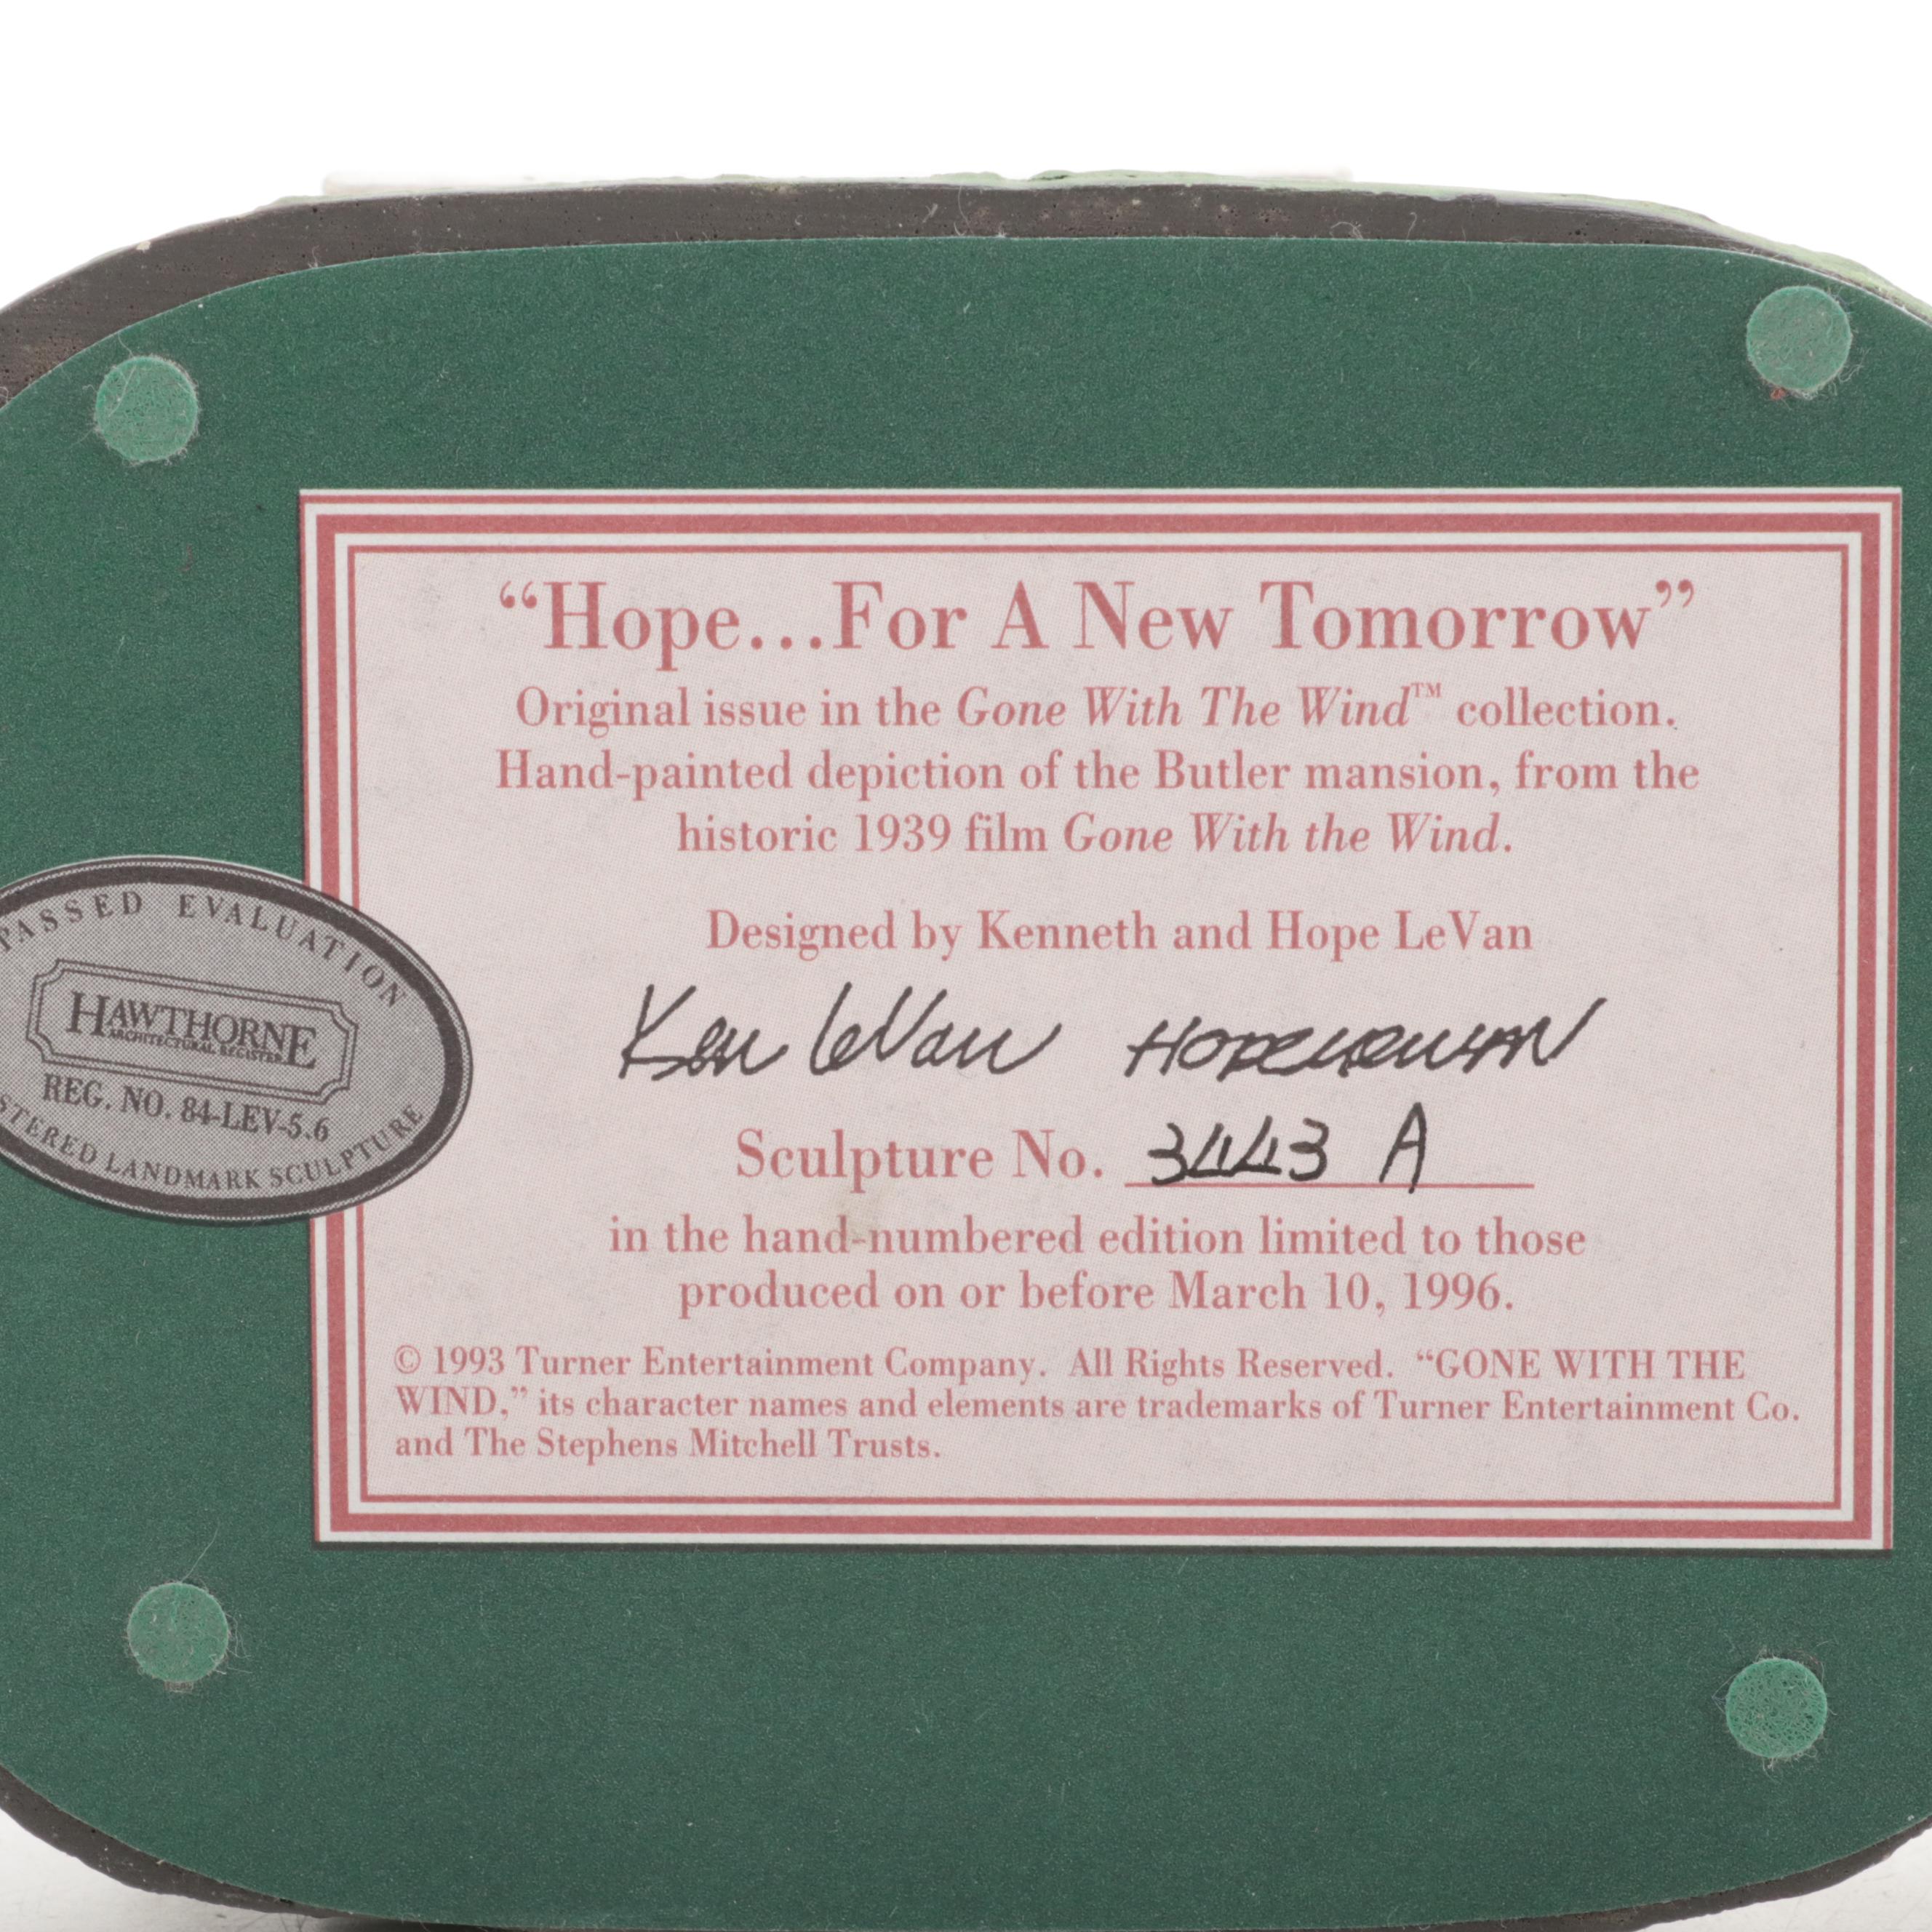 “Hope...For A New Tomorrow”
Original issue in the Gone With The Wind™ collection.
Hand-painted depiction of the Butler mansion, from the
historic 1939 film Gone With the Wind.
Designed by Kenneth and Hope LeVan
Ken LeVan
Sculpture No. 3443 A
in the hand-numbered edition limited to those
produced on or before March 10, 1996.
© 1993 Turner Entertainment Company. All Rights Reserved. “GONE WITH THE
WIND,” its character names and elements are trademarks of Turner Entertainment Co.
and The Stephens Mitchell Trusts.
PASSED EVALUATION
HAWTHORNE
ARCHITECTURAL REGISTER
REG. NO. 84-LEV-5.6
STERED LANDMARK SCULPTURE